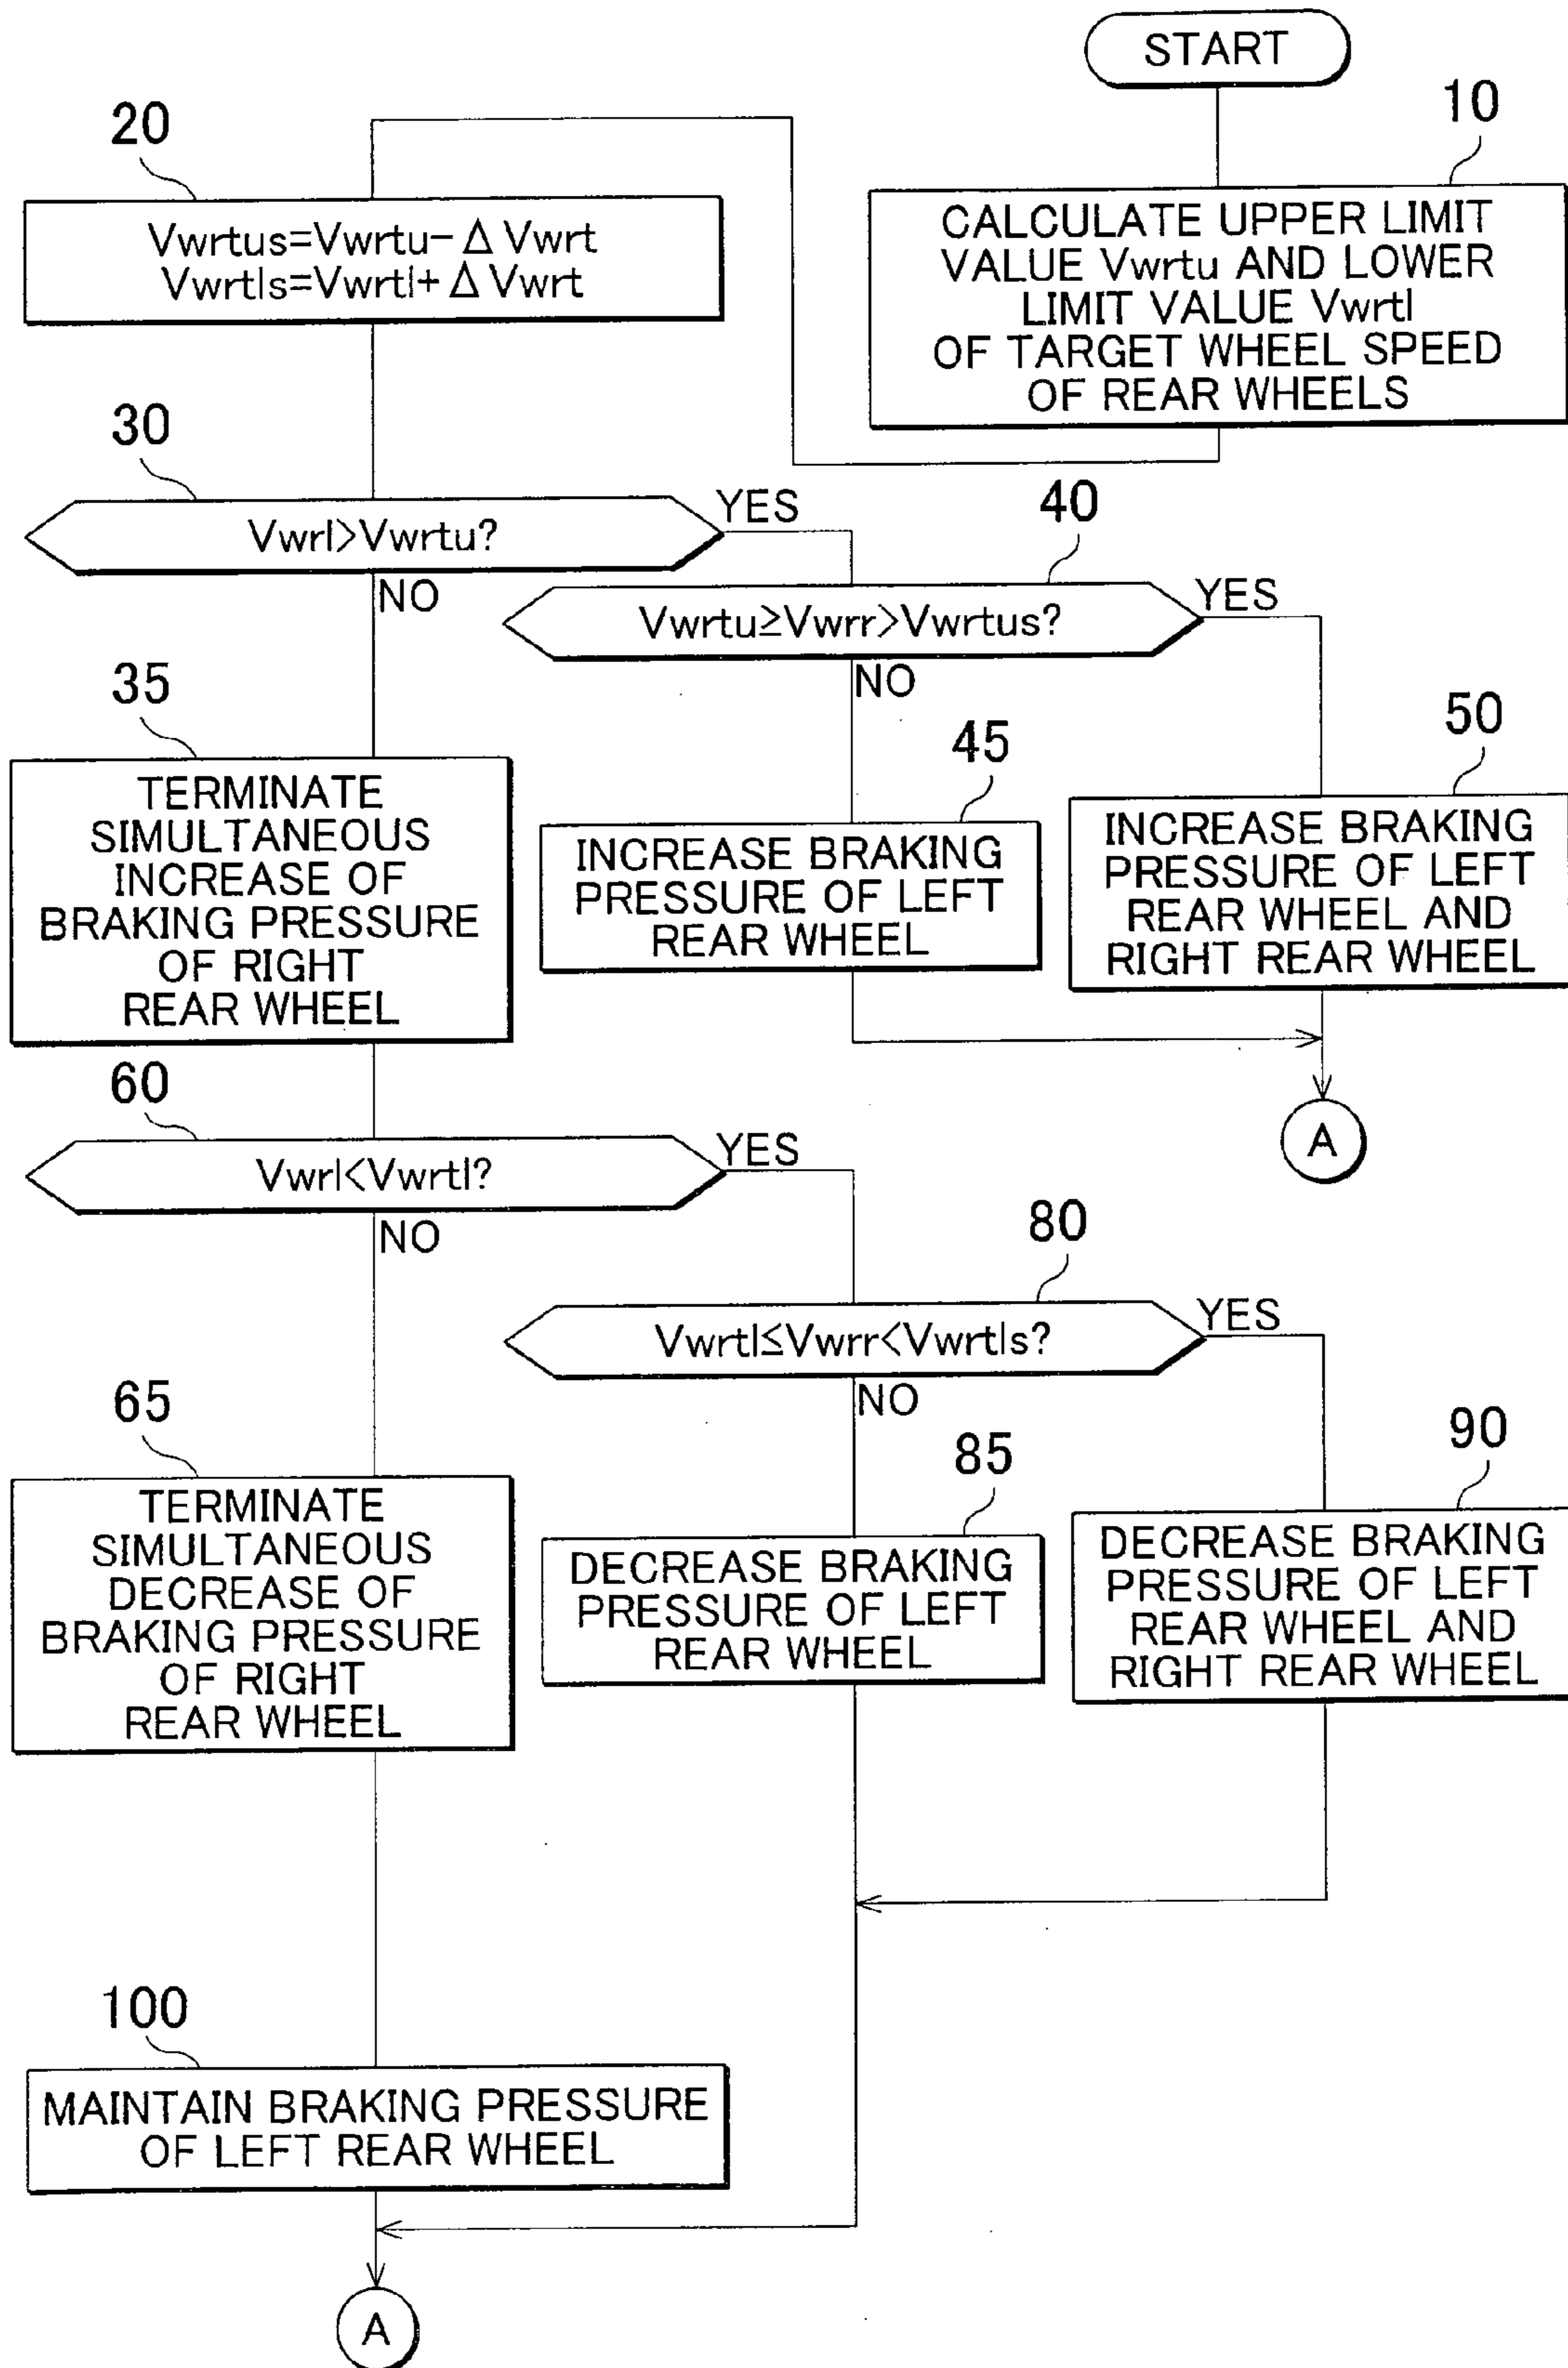 START
10
CALCULATE UPPER LIMIT
VALUE Vwrtu AND LOWER
LIMIT VALUE Vwrtl
OF TARGET WHEEL SPEED
OF REAR WHEELS
20
Vwrtus=Vwrtu-Δ Vwrt
Vwrtls=Vwrtl+Δ Vwrt
30
Vwrl>Vwrtu?
YES
NO
40
Vwrtu≥Vwrr>Vwrtus?
YES
NO
35
TERMINATE
SIMULTANEOUS
INCREASE OF
BRAKING PRESSURE
OF RIGHT
REAR WHEEL
45
INCREASE BRAKING
PRESSURE OF LEFT
REAR WHEEL
50
INCREASE BRAKING
PRESSURE OF LEFT
REAR WHEEL AND
RIGHT REAR WHEEL
A
60
Vwrl<Vwrtl?
YES
NO
80
Vwrtl≤Vwrr<Vwrtls?
YES
NO
65
TERMINATE
SIMULTANEOUS
DECREASE OF
BRAKING PRESSURE
OF RIGHT
REAR WHEEL
85
DECREASE BRAKING
PRESSURE OF LEFT
REAR WHEEL
90
DECREASE BRAKING
PRESSURE OF LEFT
REAR WHEEL AND
RIGHT REAR WHEEL
100
MAINTAIN BRAKING PRESSURE
OF LEFT REAR WHEEL
A